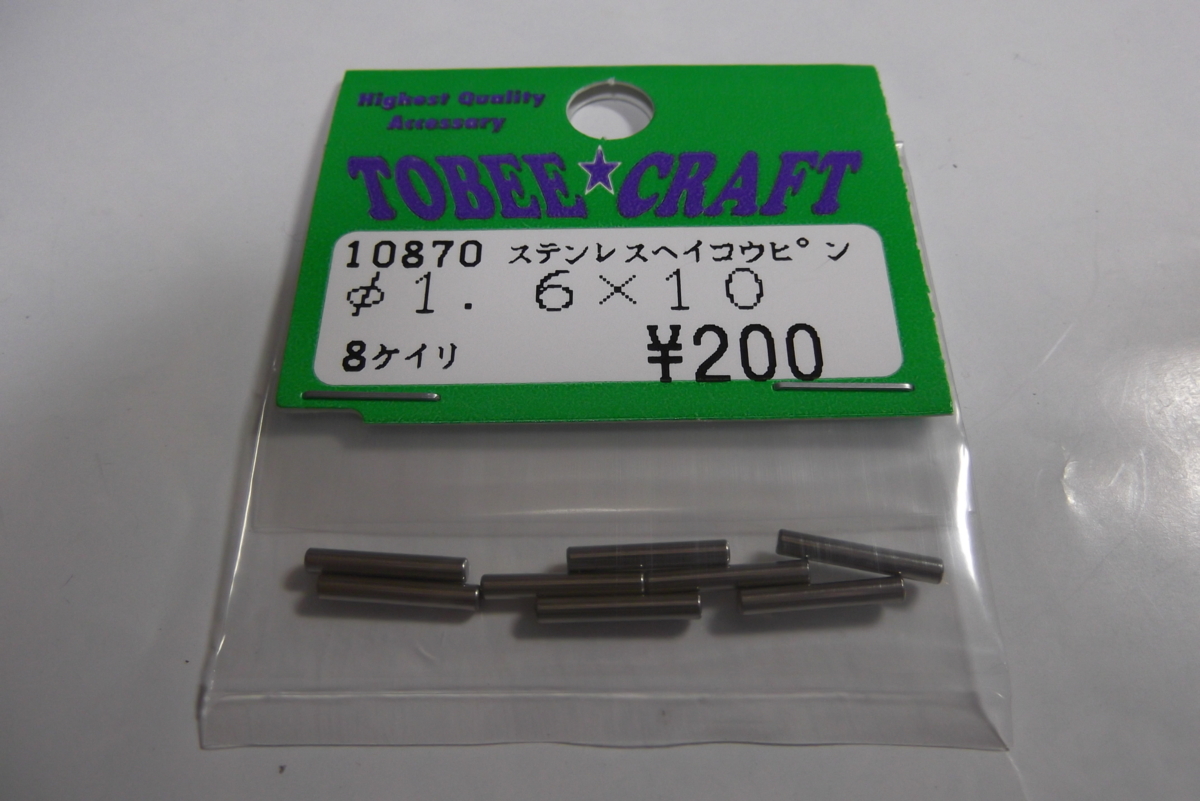 Highest Quality
Accessary
TOBEE★CRAFT
10870 ステンレスヘイコウピン
φ1.6×10
8ケイリ ¥200